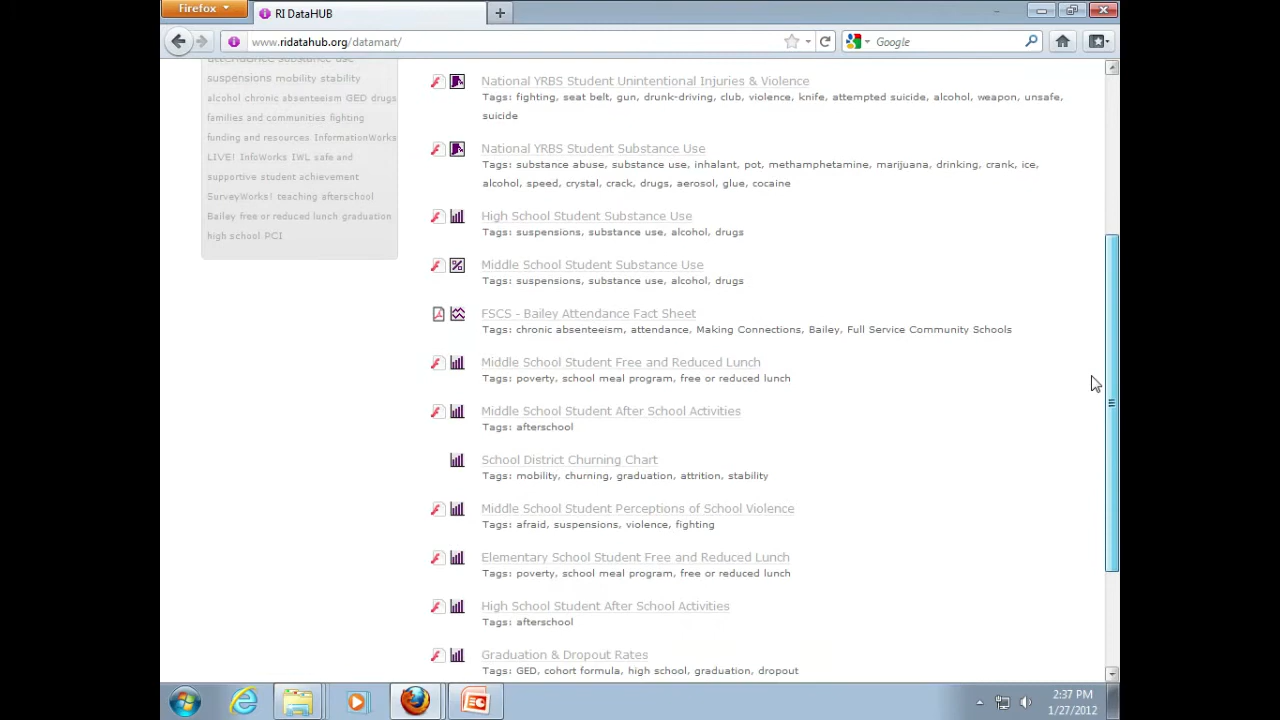 Firefox
RI DataHUB
www.ridatahub.org/datamart/
Google
attendance substance use
suspensions mobility stability
alcohol chronic absenteeism GED drugs
families and communities fighting
funding and resources InformationWorks
LIVE! InfoWorks IWL safe and
supportive student achievement
SurveyWorks! teaching afterschool
Bailey free or reduced lunch graduation
high school PCI
National YRBS Student Unintentional Injuries & Violence
Tags: fighting, seat belt, gun, drunk-driving, club, violence, knife, attempted suicide, alcohol, weapon, unsafe,
suicide
National YRBS Student Substance Use
Tags: substance abuse, substance use, inhalant, pot, methamphetamine, marijuana, drinking, crank, ice,
alcohol, speed, crystal, crack, drugs, aerosol, glue, cocaine
High School Student Substance Use
Tags: suspensions, substance use, alcohol, drugs
Middle School Student Substance Use
Tags: suspensions, substance use, alcohol, drugs
FSCS - Bailey Attendance Fact Sheet
Tags: chronic absenteeism, attendance, Making Connections, Bailey, Full Service Community Schools
Middle School Student Free and Reduced Lunch
Tags: poverty, school meal program, free or reduced lunch
Middle School Student After School Activities
Tags: afterschool
School District Churning Chart
Tags: mobility, churning, graduation, attrition, stability
Middle School Student Perceptions of School Violence
Tags: afraid, suspensions, violence, fighting
Elementary School Student Free and Reduced Lunch
Tags: poverty, school meal program, free or reduced lunch
High School Student After School Activities
Tags: afterschool
Graduation & Dropout Rates
Tags: GED, cohort formula, high school, graduation, dropout
2:37 PM
1/27/2012